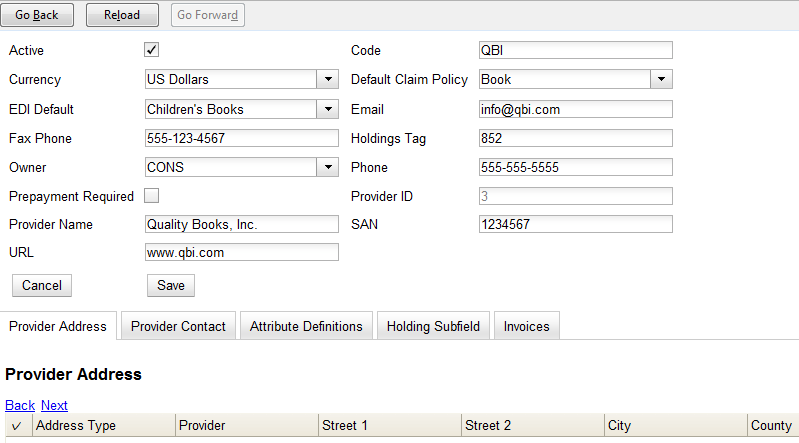 Go Back Reload Go Forward
Active Code QBI
Currency US Dollars Default Claim Policy Book
EDI Default Children's Books Email info@qbi.com
Fax Phone 555-123-4567 Holdings Tag 852
Owner CONS Phone 555-555-5555
Prepayment Required Provider ID 3
Provider Name Quality Books, Inc. SAN 1234567
URL www.qbi.com
Cancel Save
Provider Address Provider Contact Attribute Definitions Holding Subfield Invoices
Provider Address
Back Next
✓ Address Type Provider Street 1 Street 2 City County